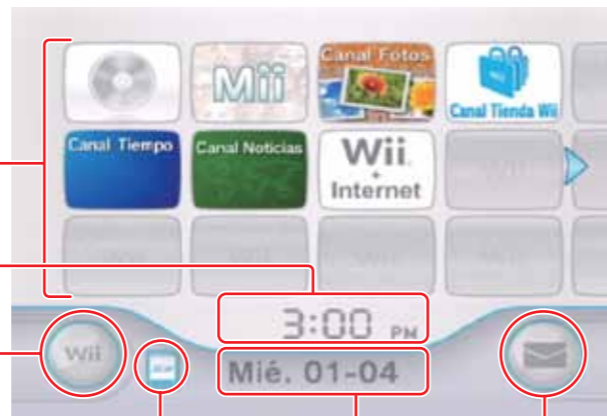 Mii
Canal Fotos
Wii
Canal Tienda Wii
Canal Tiempo
Canal Noticias
Wii
+
Internet
3:00 PM
Wii
Mié. 01-04